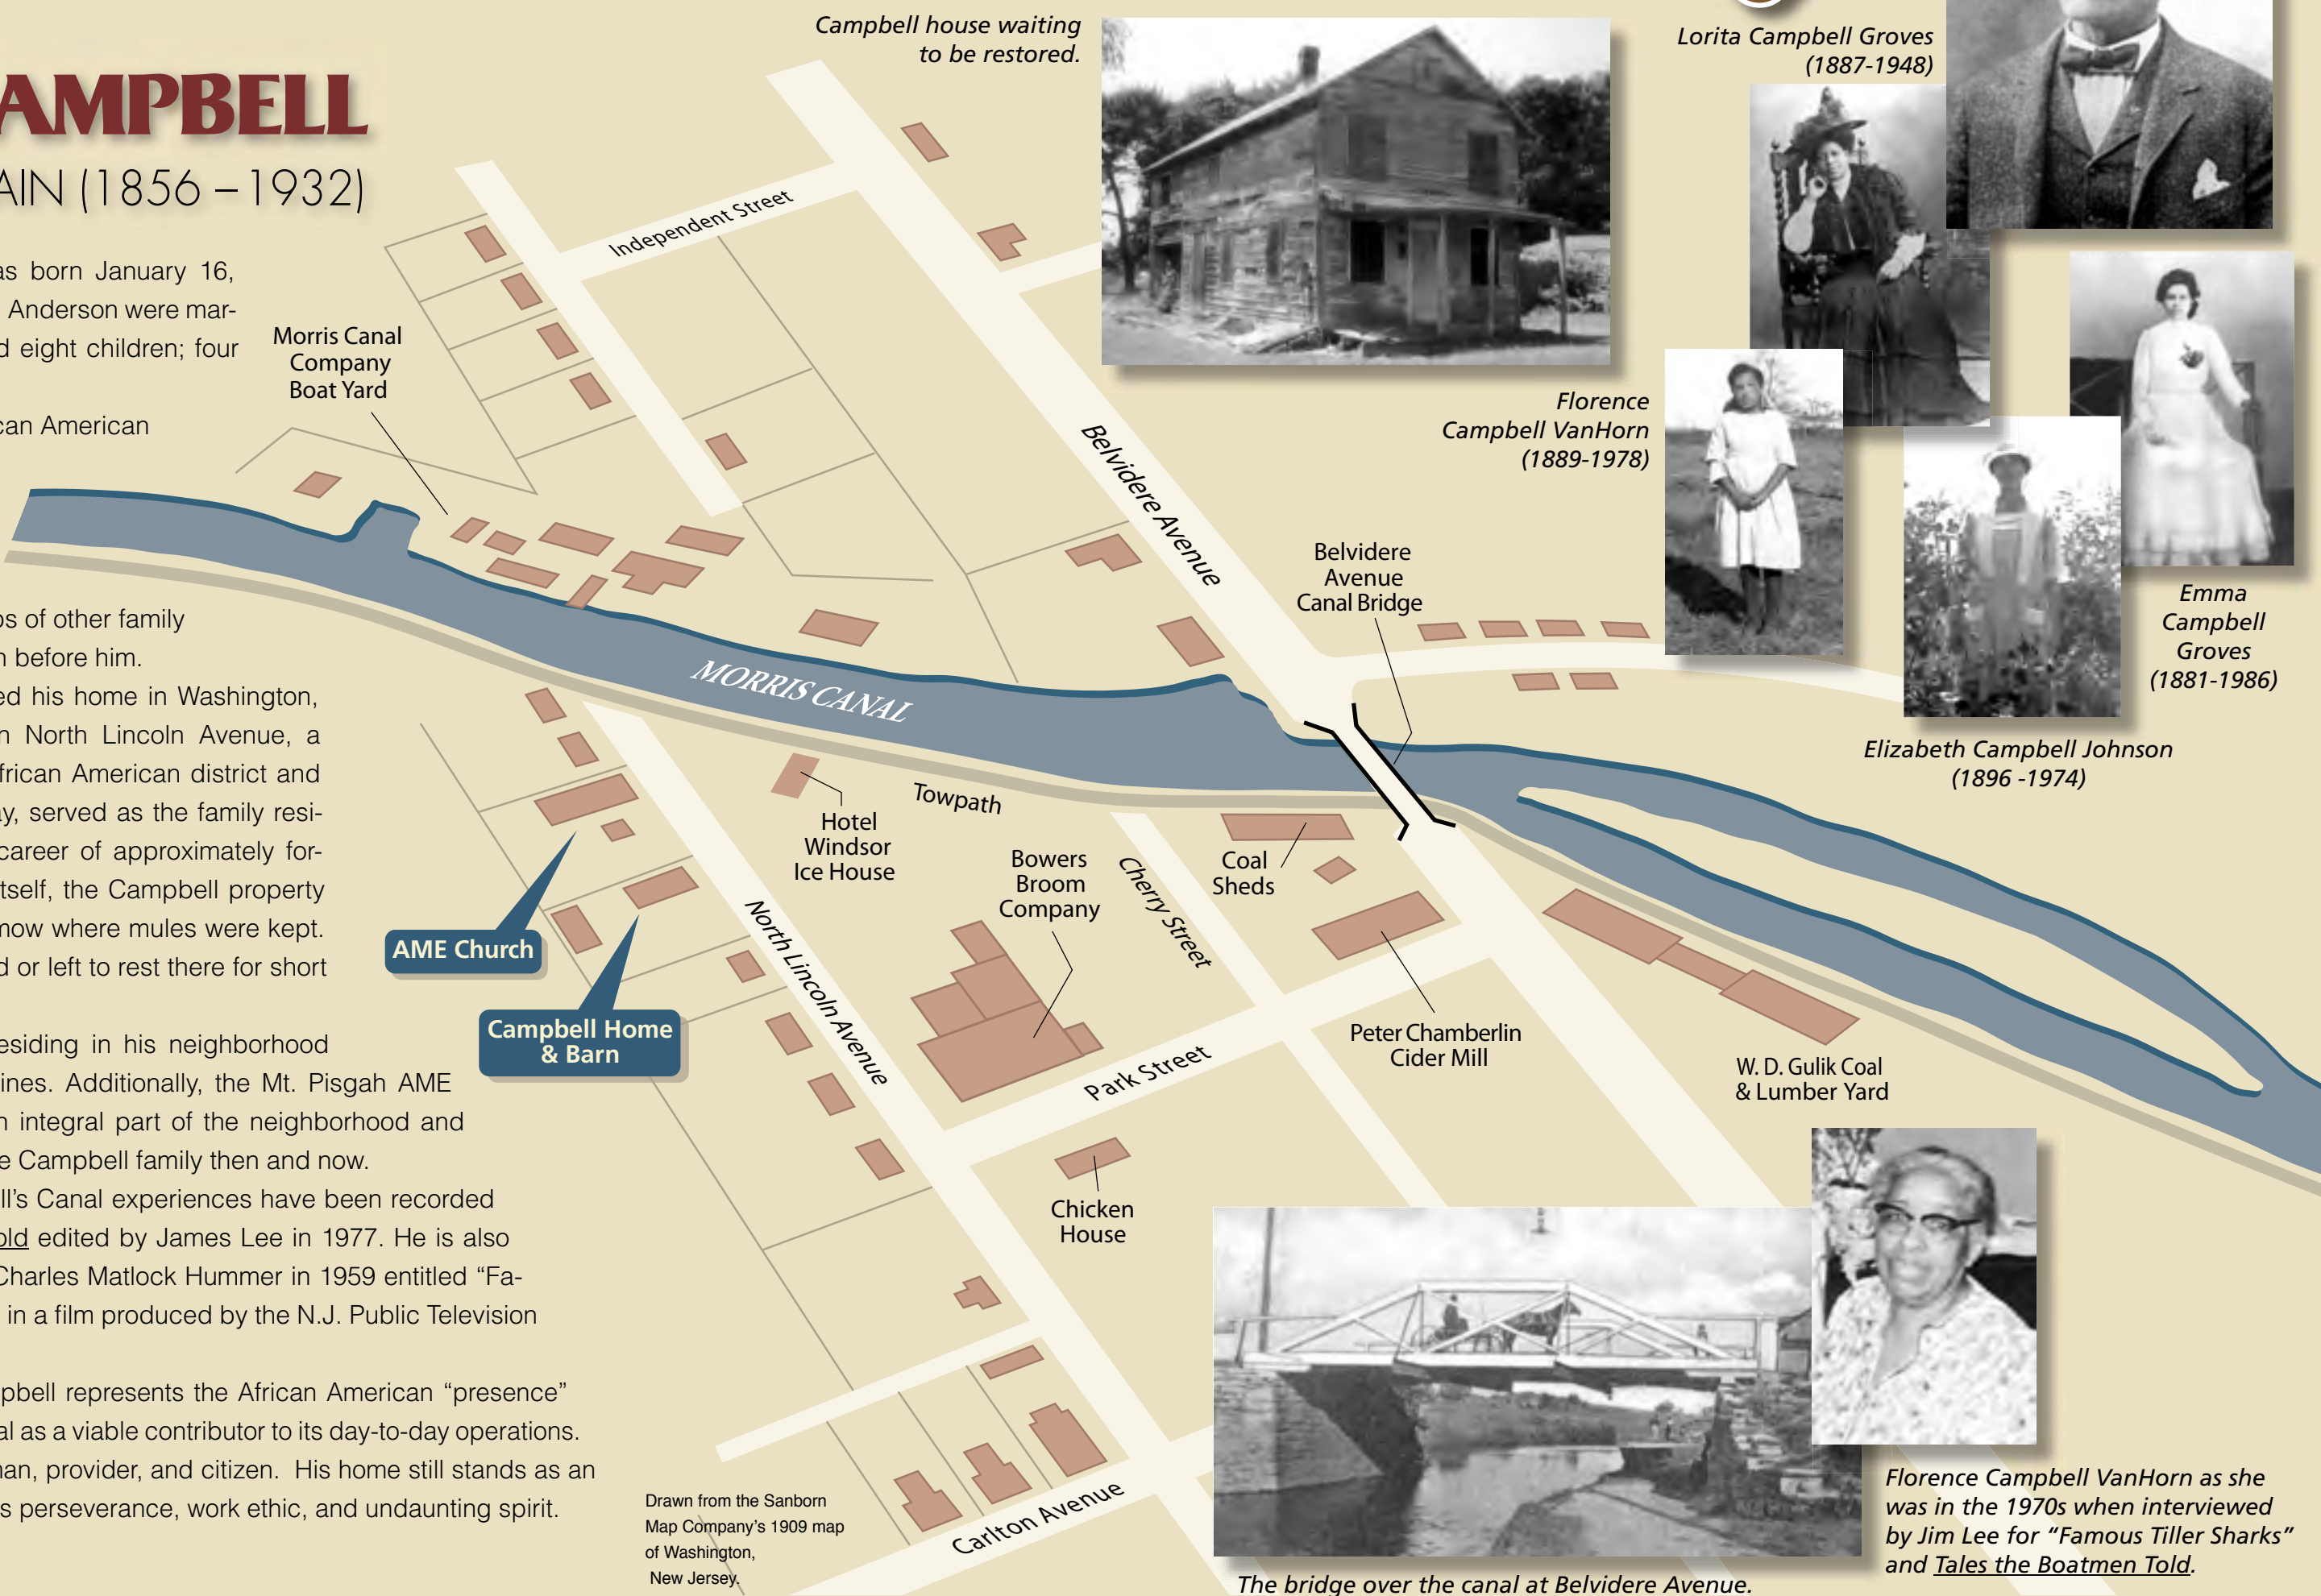 AMPBELL
AIN (1856 – 1932)
as born January 16,
Anderson were mar-
d eight children; four
can American
os of other family
n before him.
ed his home in Washington,
n North Lincoln Avenue, a
frican American district and
ay, served as the family resi-
career of approximately for-
itself, the Campbell property
mow where mules were kept.
d or left to rest there for short
esiding in his neighborhood
ines. Additionally, the Mt. Pisgah AME
n integral part of the neighborhood and
e Campbell family then and now.
ll’s Canal experiences have been recorded
old edited by James Lee in 1977. He is also
Charles Matlock Hummer in 1959 entitled “Fa-
in a film produced by the N.J. Public Television
pbell represents the African American “presence”
al as a viable contributor to its day-to-day operations.
nan, provider, and citizen. His home still stands as an
s perseverance, work ethic, and undaunting spirit.
Campbell house waiting
to be restored.
Lorita Campbell Groves
(1887-1948)
Florence
Campbell VanHorn
(1889-1978)
Emma
Campbell
Groves
(1881-1986)
Elizabeth Campbell Johnson
(1896 -1974)
Independent Street
Morris Canal
Company
Boat Yard
Belvidere Avenue
Belvidere
Avenue
Canal Bridge
MORRIS CANAL
Towpath
Hotel
Windsor
Ice House
Bowers
Broom
Company
Cherry Street
Coal
Sheds
AME Church
Campbell Home
& Barn
North Lincoln Avenue
Park Street
Peter Chamberlin
Cider Mill
W. D. Gulik Coal
& Lumber Yard
Chicken
House
Carlton Avenue
Drawn from the Sanborn
Map Company’s 1909 map
of Washington,
New Jersey.
The bridge over the canal at Belvidere Avenue.
Florence Campbell VanHorn as she
was in the 1970s when interviewed
by Jim Lee for “Famous Tiller Sharks”
and Tales the Boatmen Told.